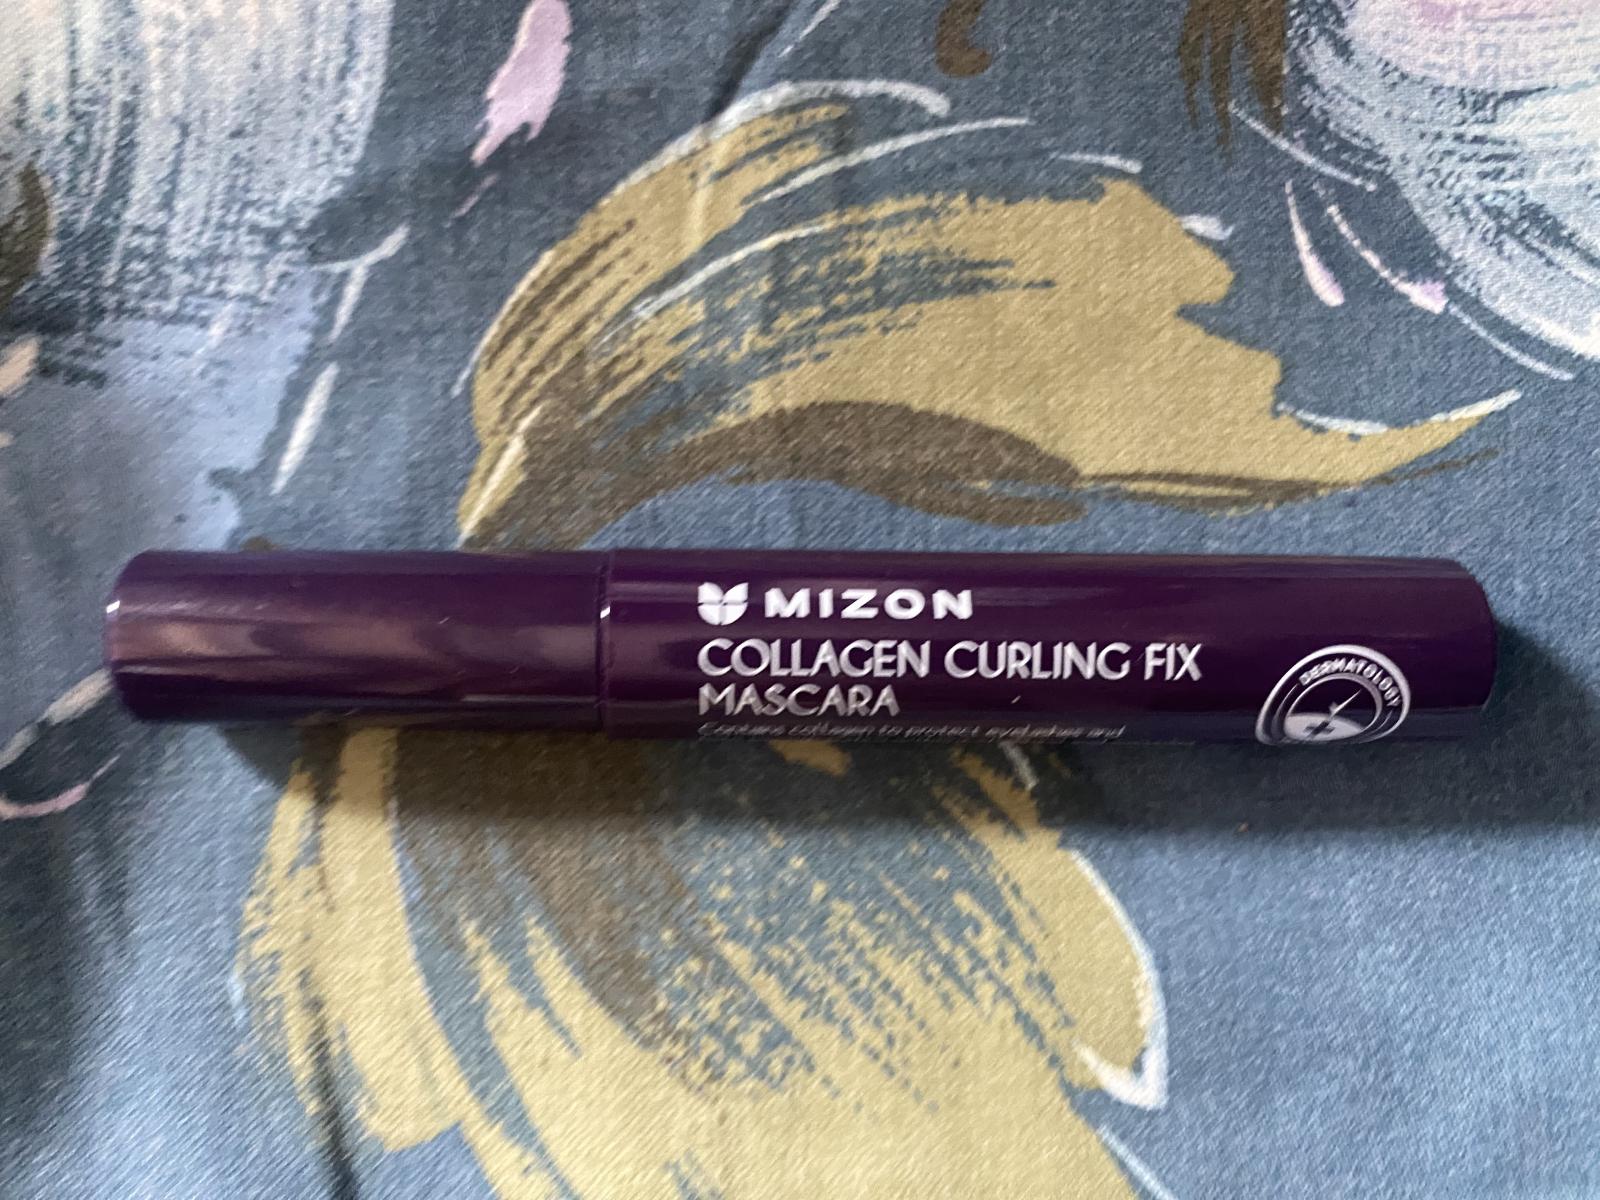 MIZON
COLLAGEN CURLING FIX
MASCARA
Contains collagen to protect eyelashes and
DERMATOLOGY